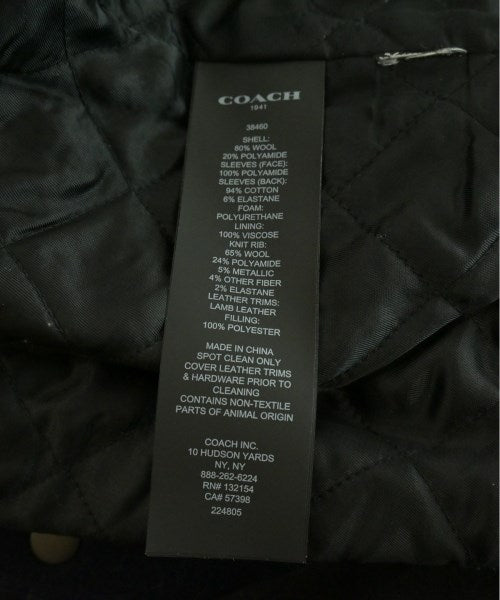 COACH
1941
38460
SHELL:
80% WOOL
20% POLYAMIDE
SLEEVES (FACE):
100% POLYAMIDE
SLEEVES (BACK):
94% COTTON
6% ELASTANE
FOAM:
POLYURETHANE
LINING:
100% VISCOSE
KNIT RIB:
65% WOOL
24% POLYAMIDE
5% METALLIC
4% OTHER FIBER
2% ELASTANE
LEATHER TRIMS:
LAMB LEATHER
FILLING:
100% POLYESTER
MADE IN CHINA
SPOT CLEAN ONLY
COVER LEATHER TRIMS
& HARDWARE PRIOR TO
CLEANING
CONTAINS NON-TEXTILE
PARTS OF ANIMAL ORIGIN
COACH INC.
10 HUDSON YARDS
NY, NY
888-262-6224
RN# 132154
CA# 57398
224805